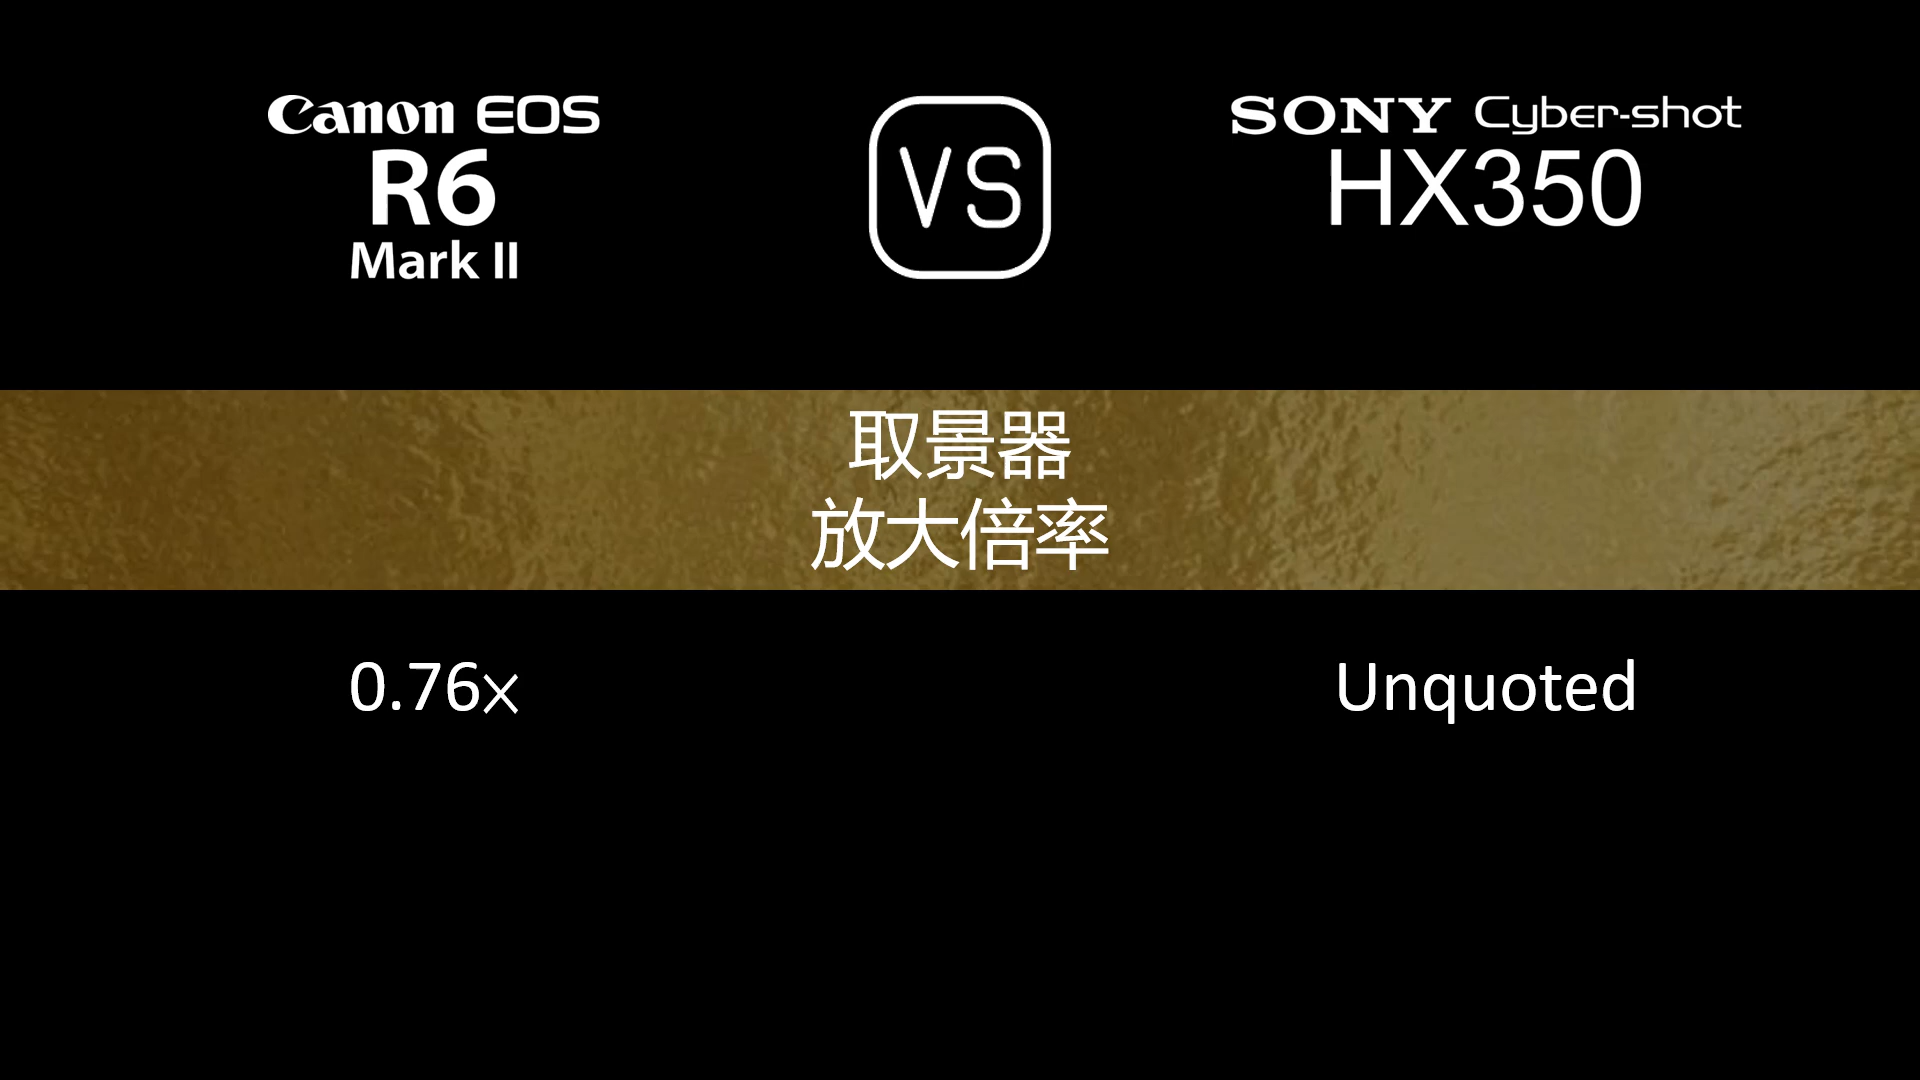 Canon EOS
R6
Mark II
VS
SONY Cyber-shot
HX350
取景器
放大倍率
0.76x
Unquoted